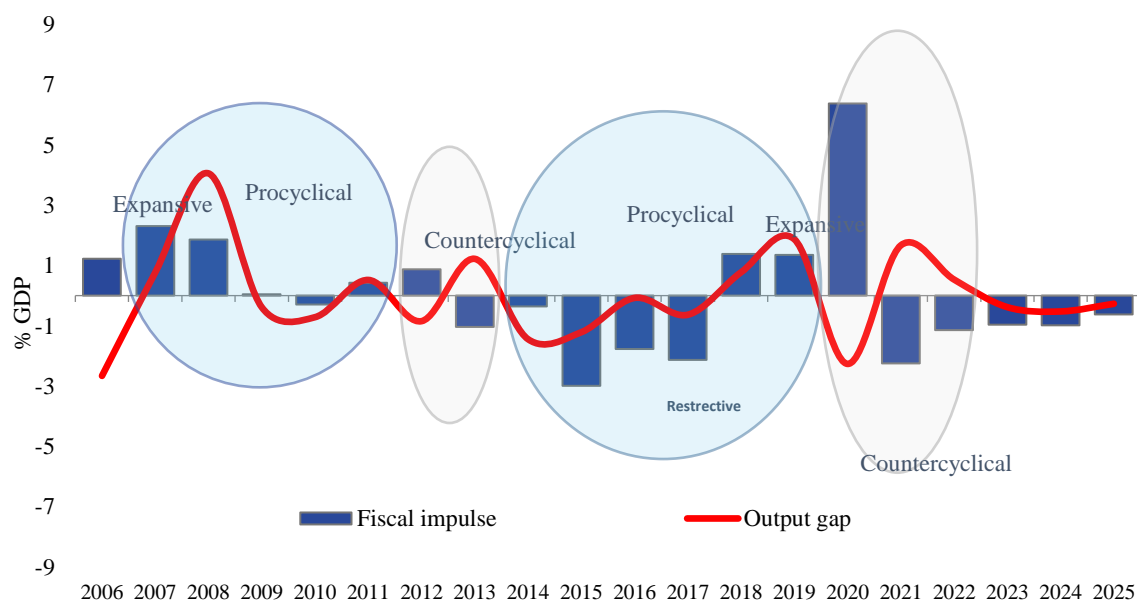 % GDP
9
7
5
3
1
-1
-3
-5
-7
-9
Expansive
Procyclical
Countercyclical
Procyclical
Expansive
Restrective
Countercyclical
Fiscal impulse
Output gap
2006 2007 2008 2009 2010 2011 2012 2013 2014 2015 2016 2017 2018 2019 2020 2021 2022 2023 2024 2025